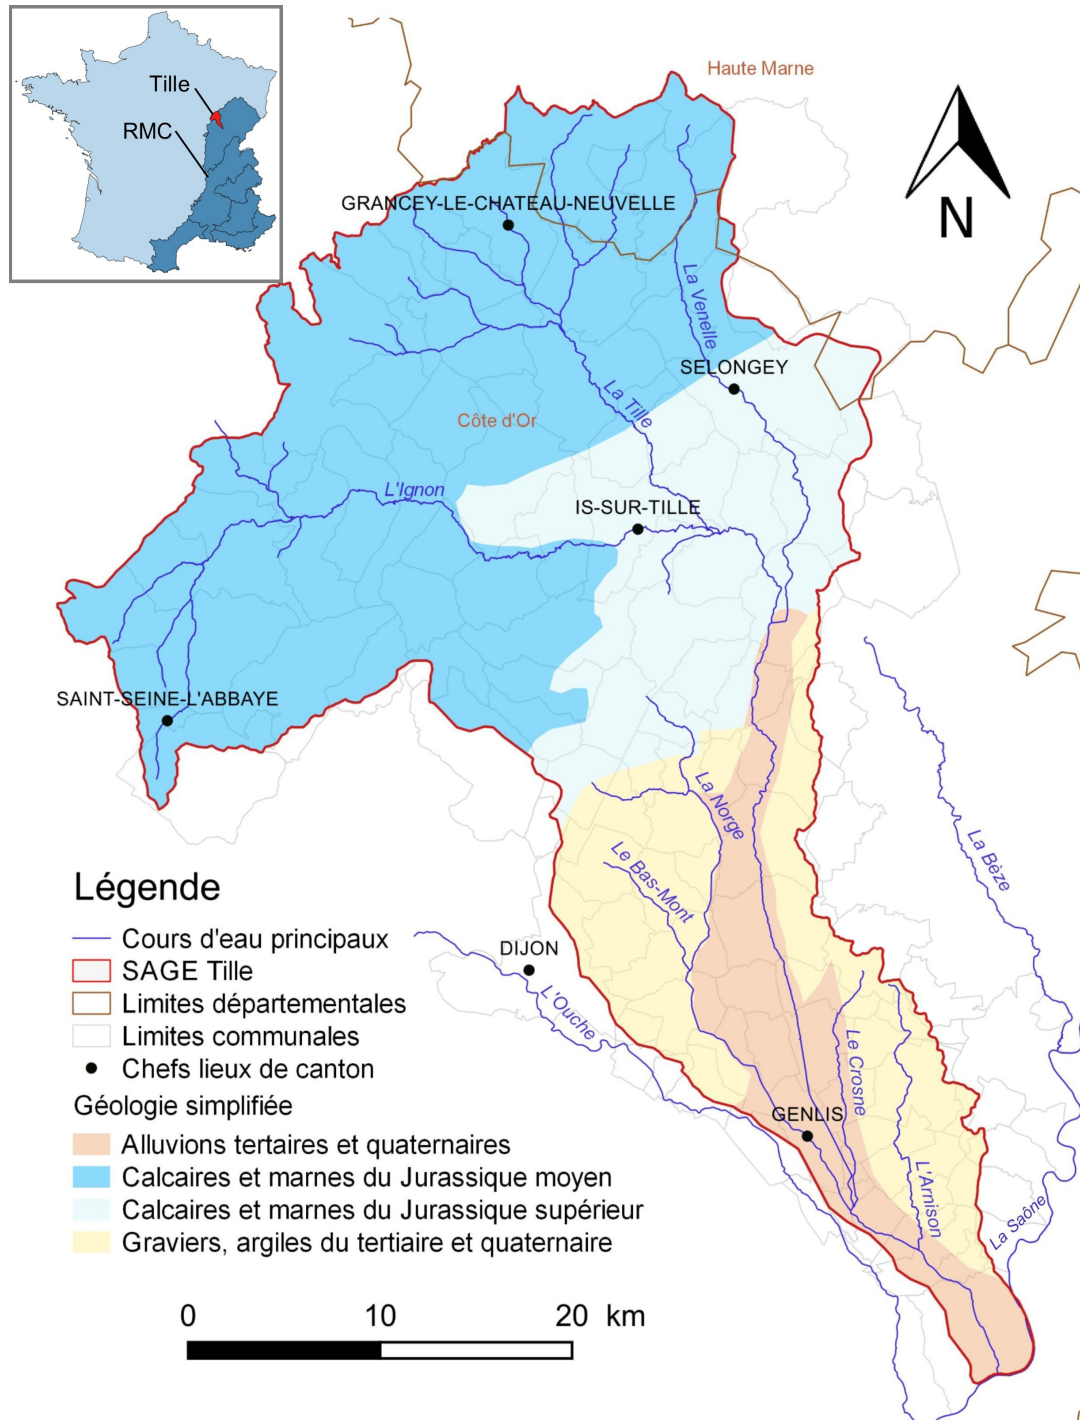 Tille
RMC
Haute Marne
N
GRANCEY-LE-CHATEAU-NEUVELLE
La Venelle
SELONGEY
La Tille
Côte d'Or
L'Ignon
IS-SUR-TILLE
SAINT-SEINE-L'ABBAYE
La Norge
Le Bas-Mont
La Bèze
DIJON
L'Ouche
Le Crosne
GENLIS
L'Arnison
La Saône
Légende
Cours d'eau principaux
SAGE Tille
Limites départementales
Limites communales
Chefs lieux de canton
Géologie simplifiée
Alluvions tertaires et quaternaires
Calcaires et marnes du Jurassique moyen
Calcaires et marnes du Jurassique supérieur
Graviers, argiles du tertiaire et quaternaire
0 10 20 km